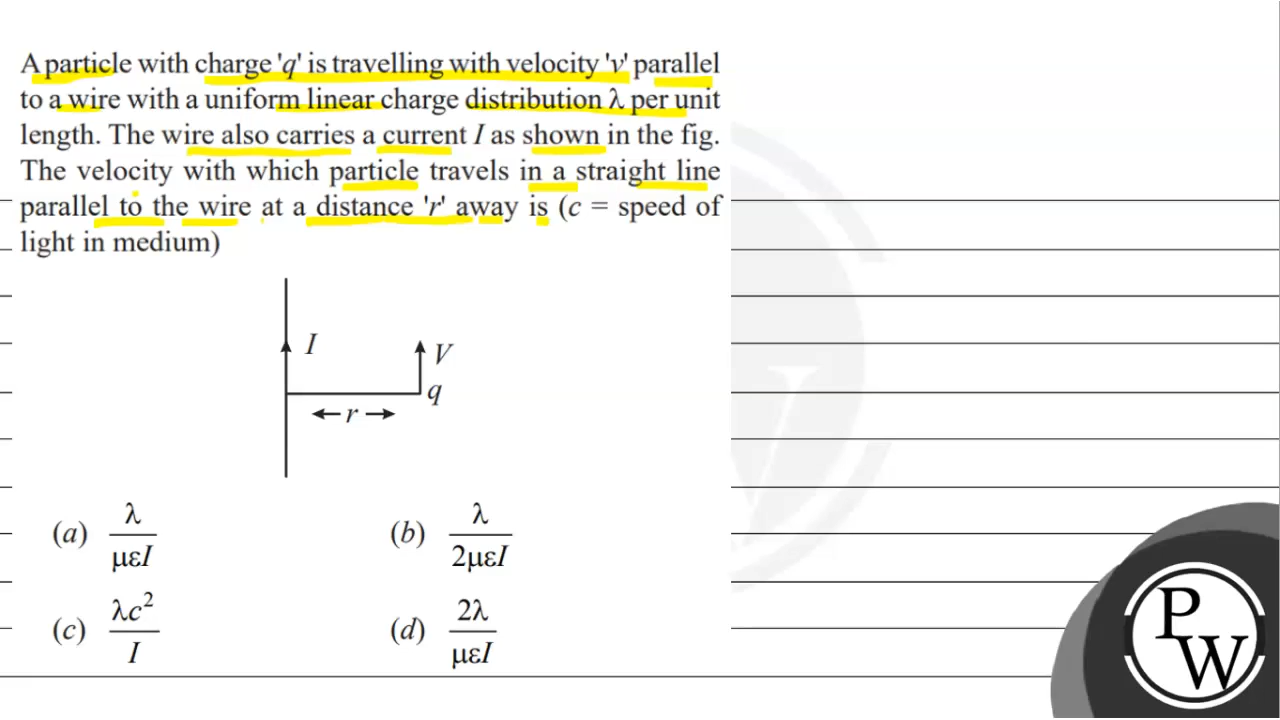 A particle with charge 'q' is travelling with velocity 'v' parallel
to a wire with a uniform linear charge distribution λ per unit
length. The wire also carries a current I as shown in the fig.
The velocity with which particle travels in a straight line
parallel to the wire at a distance 'r' away is (c = speed of
light in medium)
I
V
q
←r→
(a) λ/μεI
(b) λ/2μεI
(c) λc²/I
(d) 2λ/μεI
P
W